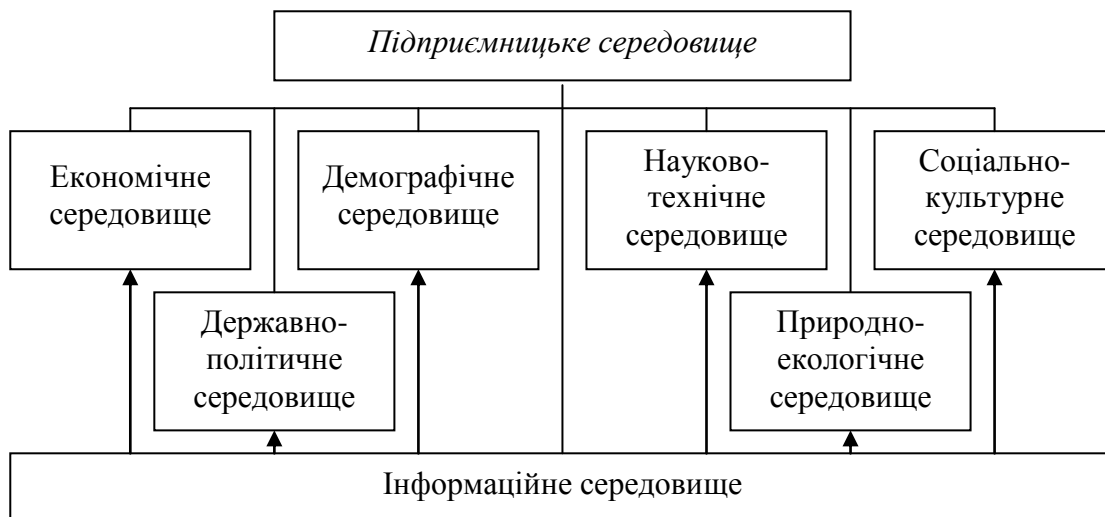 Підприємницьке середовище
Економічне
середовище
Демографічне
середовище
Науково-
технічне
середовище
Соціально-
культурне
середовище
Державно-
політичне
середовище
Природно-
екологічне
середовище
Інформаційне середовище